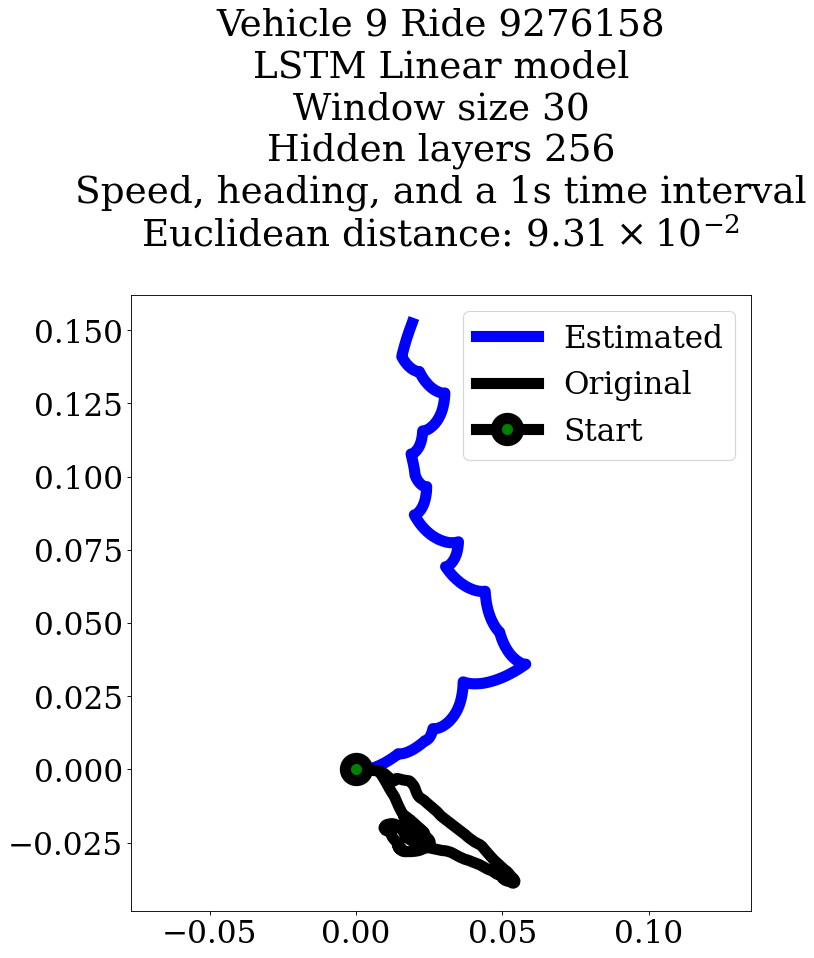 Vehicle 9 Ride 9276158
LSTM Linear model
Window size 30
Hidden layers 256
Speed, heading, and a 1s time interval
Euclidean distance: 9.31 × 10⁻²
Estimated
Original
Start
0.150
0.125
0.100
0.075
0.050
0.025
0.000
−0.025
−0.05 0.00 0.05 0.10